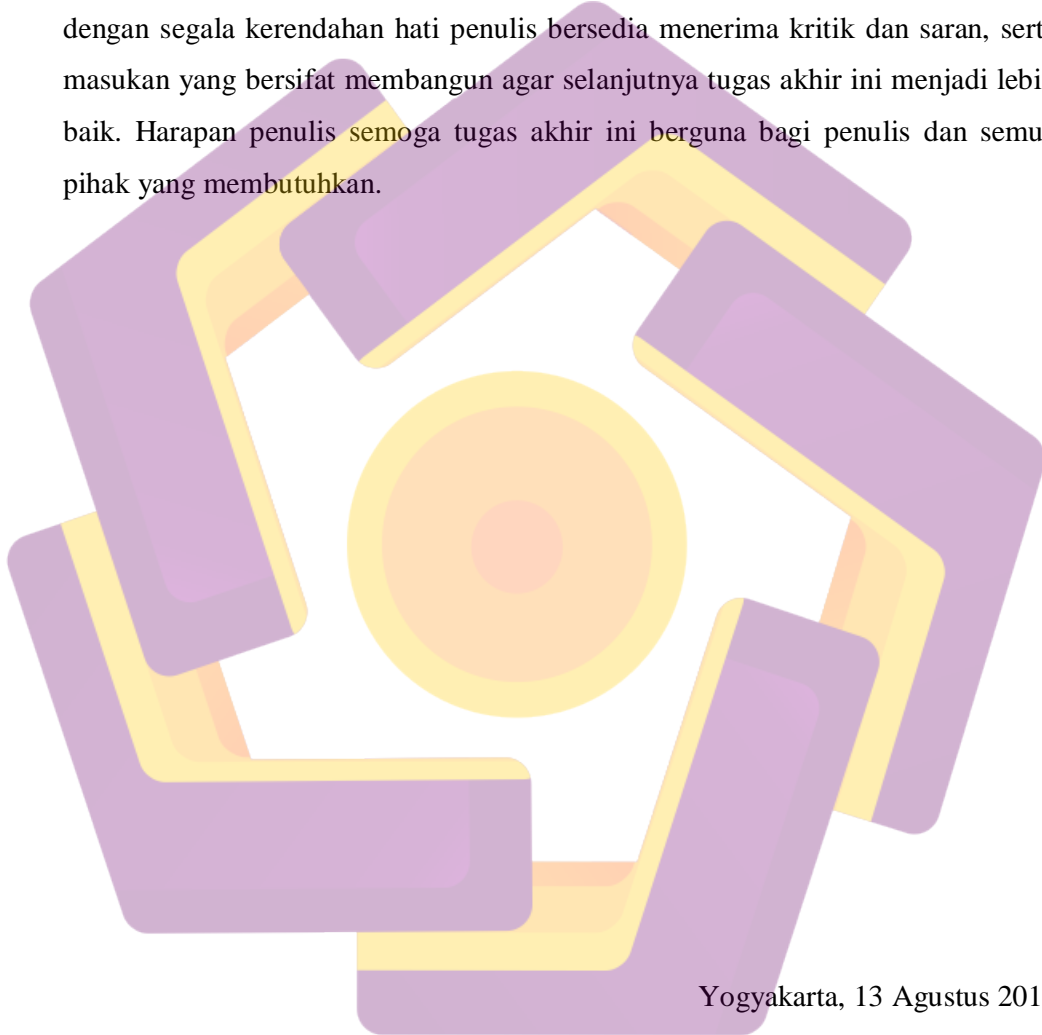 dengan segala kerendahan hati penulis bersedia menerima kritik dan saran, sert
masukan yang bersifat membangun agar selanjutnya tugas akhir ini menjadi lebi
baik. Harapan penulis semoga tugas akhir ini berguna bagi penulis dan semu
pihak yang membutuhkan.
Yogyakarta, 13 Agustus 201